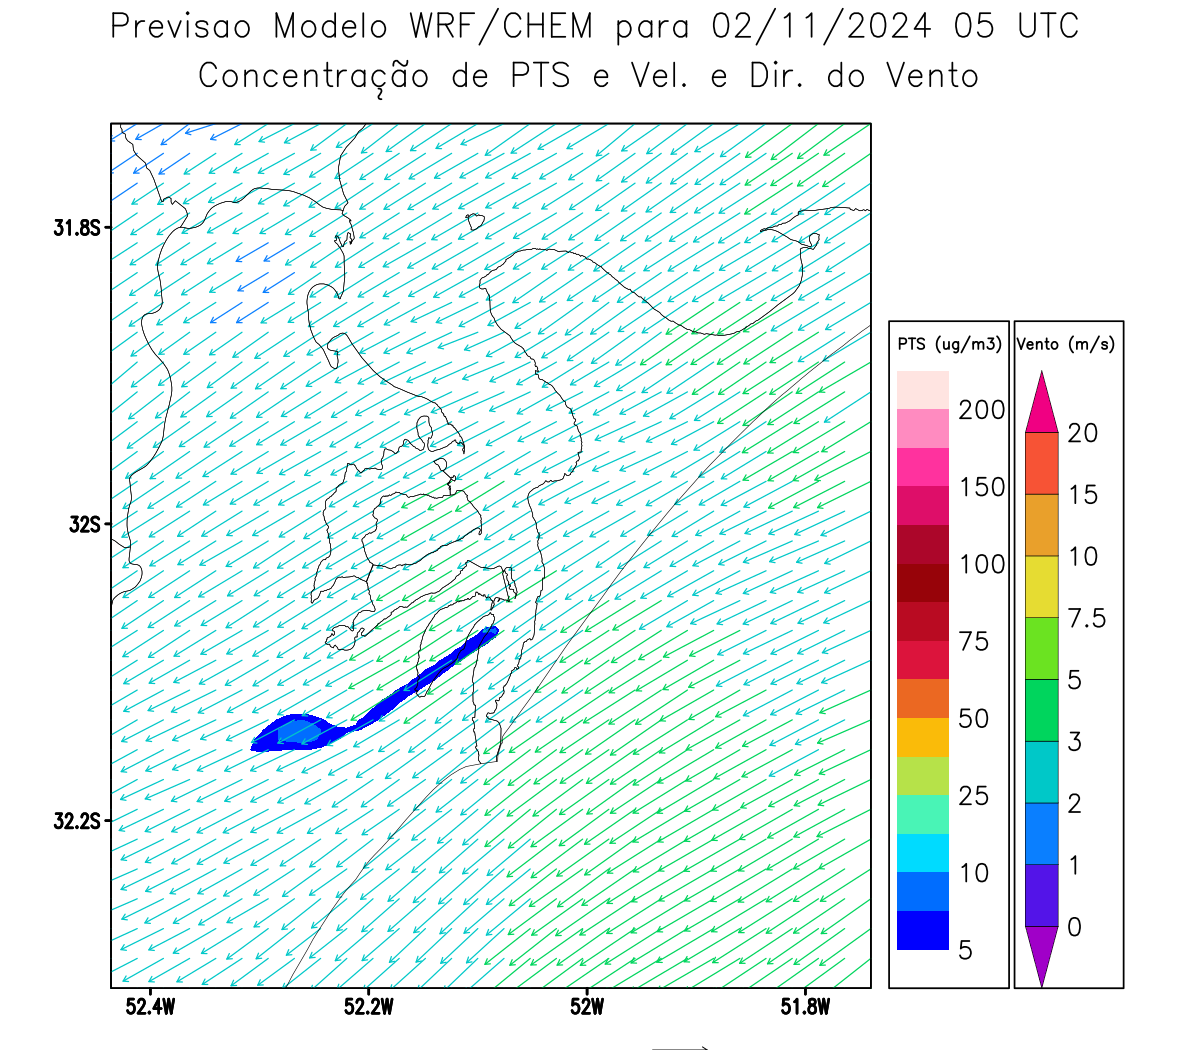 Previsao Modelo WRF/CHEM para 02/11/2024 05 UTC
Concentração de PTS e Vel. e Dir. do Vento
31.8S
32S
32.2S
52.4W
52.2W
52W
51.8W
PTS (ug/m3)
200
150
100
75
50
25
10
5
Vento (m/s)
20
15
10
7.5
5
3
2
1
0